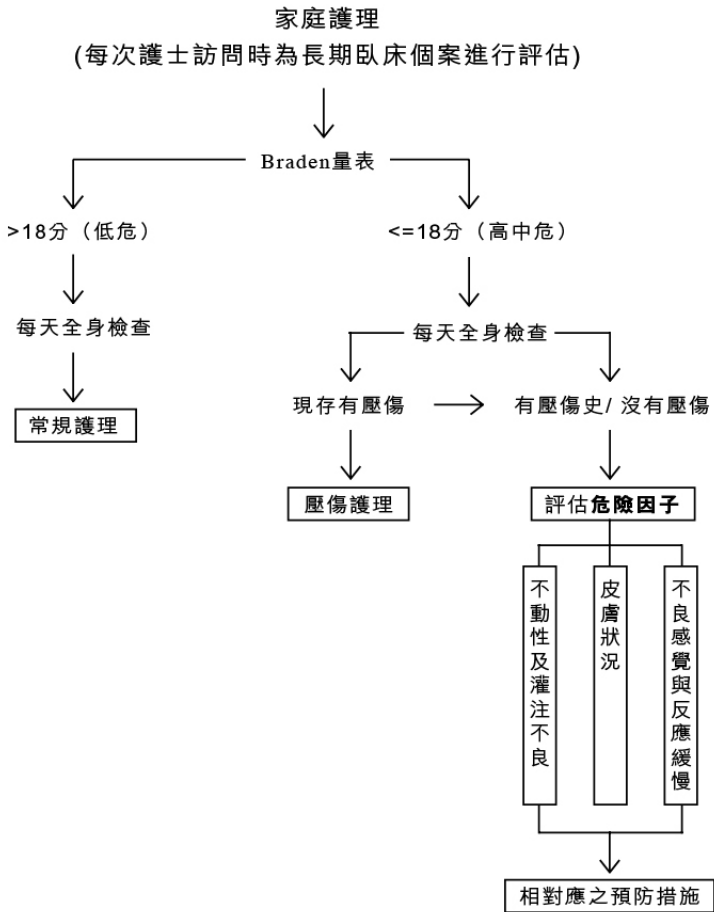 家庭護理
(每次護士訪問時為長期臥床個案進行評估)
Braden量表
>18分（低危）
<=18分（高中危）
每天全身檢查
每天全身檢查
現存有壓傷
有壓傷史/ 沒有壓傷
常規護理
壓傷護理
評估危險因子
不動性及灌注不良
皮膚狀況
不良感覺與反應緩慢
相對應之預防措施